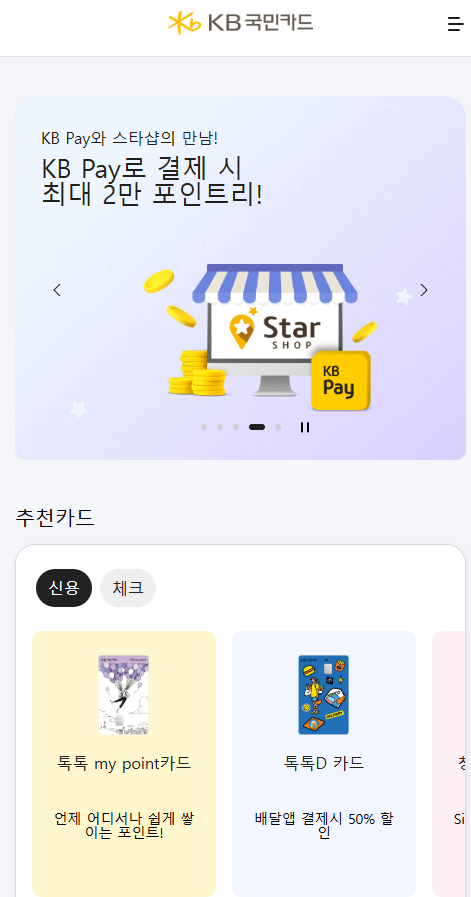 KB 국민카드
KB Pay와 스타샵의 만남!
KB Pay로 결제 시
최대 2만 포인트리!
Star
SHOP
KB
Pay
추천카드
신용
체크
톡톡 my point카드
톡톡D 카드
언제 어디서나 쉽게 쌓
이는 포인트!
배달앱 결제시 50% 할
인
Si